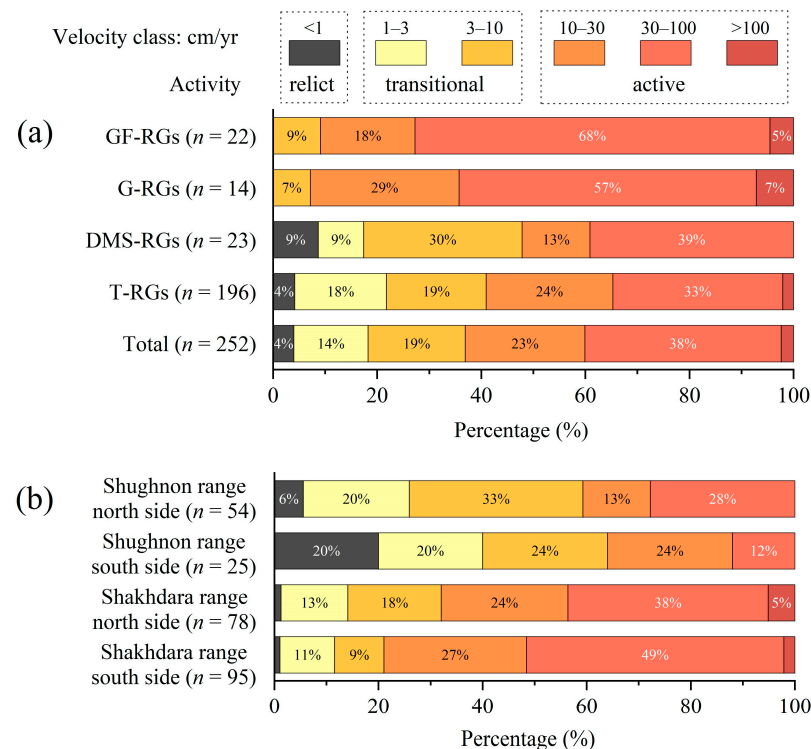 Velocity class: cm/yr <1 1–3 3–10 10–30 30–100 >100
Activity relict transitional active
(a)
GF-RGs (n = 22) 9% 18% 68% 5%
G-RGs (n = 14) 7% 29% 57% 7%
DMS-RGs (n = 23) 9% 9% 30% 13% 39%
T-RGs (n = 196) 4% 18% 19% 24% 33%
Total (n = 252) 4% 14% 19% 23% 38%
0 20 40 60 80 100
Percentage (%)
(b)
Shughnon range
north side (n = 54) 6% 20% 33% 13% 28%
Shughnon range
south side (n = 25) 20% 20% 24% 24% 12%
Shakhdara range
north side (n = 78) 13% 18% 24% 38% 5%
Shakhdara range
south side (n = 95) 11% 9% 27% 49%
0 20 40 60 80 100
Percentage (%)